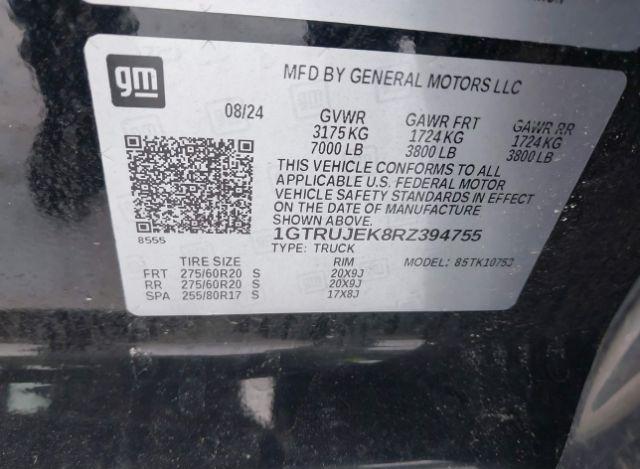 gm
MFD BY GENERAL MOTORS LLC
08/24 GVWR GAWR FRT GAWR RR
3175 KG 1724 KG 1724 KG
7000 LB 3800 LB 3800 LB
THIS VEHICLE CONFORMS TO ALL
APPLICABLE U.S. FEDERAL MOTOR
VEHICLE SAFETY STANDARDS IN
EFFECT ON THE DATE OF MANUFACTURE
SHOWN ABOVE.
8555
1GTRUJEK8RZ394755
TYPE: TRUCK MODEL:
TIRE SIZE RIM
FRT 275/60R20 S 20X9J
RR 275/60R20 S 20X9J
SPA 255/80R17 S 17X8J